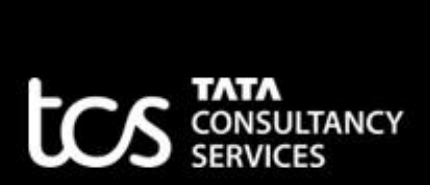 tcs
TATA
CONSULTANCY
SERVICES